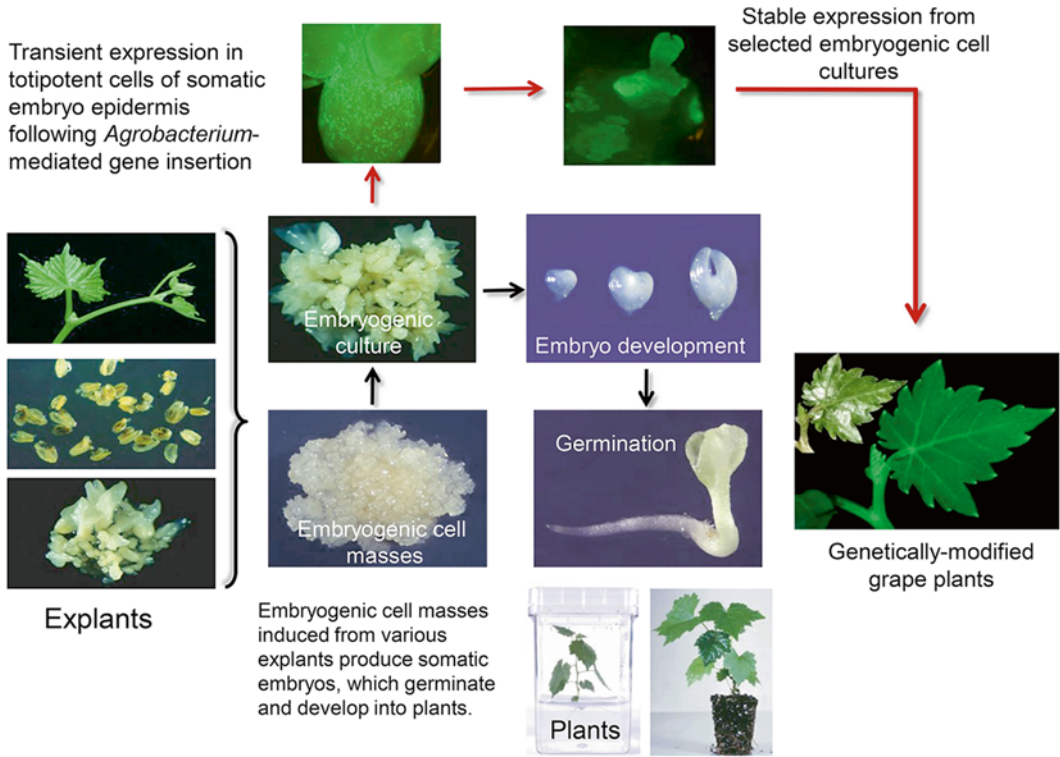 Transient expression in
totipotent cells of somatic
embryo epidermis
following Agrobacterium-
mediated gene insertion
Stable expression from
selected embryogenic cell
cultures
Embryogenic
culture
Embryo development
Embryogenic cell
masses
Germination
Explants
Embryogenic cell masses
induced from various
explants produce somatic
embryos, which germinate
and develop into plants.
Plants
Genetically-modified
grape plants